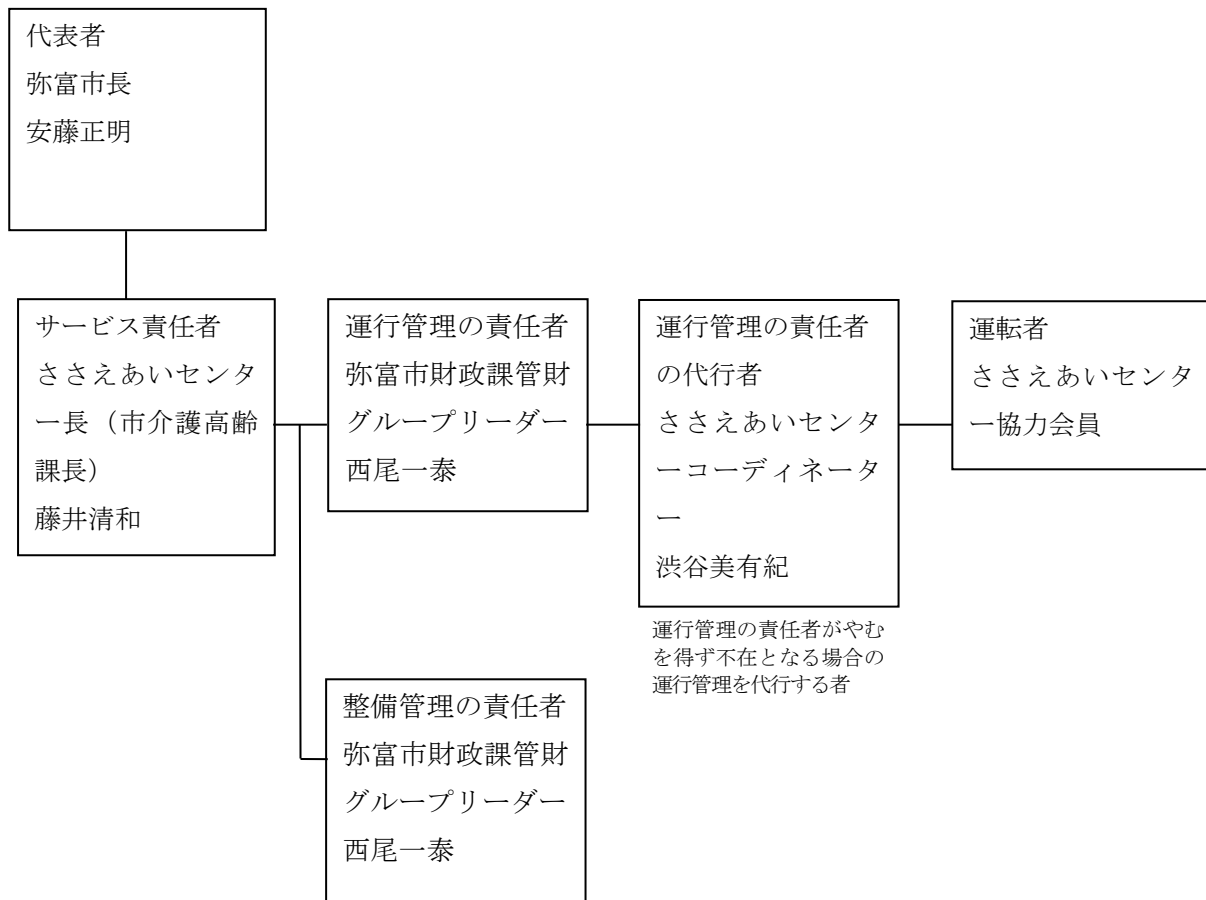 代表者
弥富市長
安藤正明
サービス責任者
ささえあいセンタ
ー長（市介護高齢
課長）
藤井清和
運行管理の責任者
弥富市財政課管財
グループリーダー
西尾一泰
運行管理の責任者
の代行者
ささえあいセンタ
ーコーディネータ
ー
渋谷美有紀
運転者
ささえあいセンタ
ー協力会員
運行管理の責任者がやむ
を得ず不在となる場合の
運行管理を代行する者
整備管理の責任者
弥富市財政課管財
グループリーダー
西尾一泰